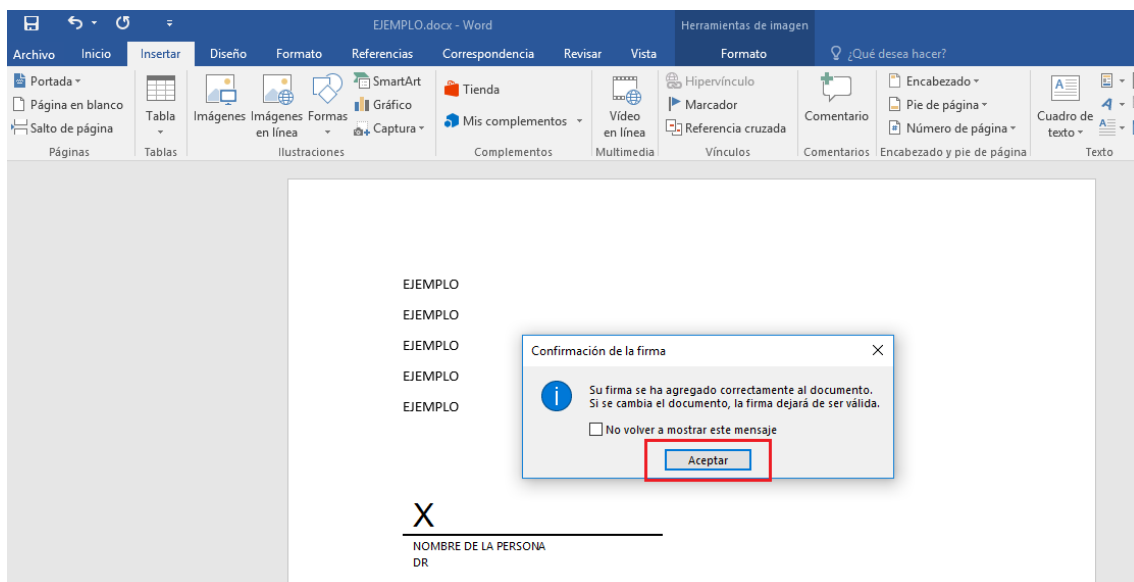 EJEMPLO.docx - Word
Herramientas de imagen
Archivo Inicio Insertar Diseño Formato Referencias Correspondencia Revisar Vista Formato ¿Qué desea hacer?
Portada
Página en blanco
Salto de página
Páginas
Tabla
Tablas
Imágenes
Imágenes en línea
Formas
SmartArt
Gráfico
Captura
Ilustraciones
Tienda
Mis complementos
Complementos
Vídeo
en línea
Multimedia
Hipervínculo
Marcador
Referencia cruzada
Vínculos
Comentario
Comentarios
Encabezado
Pie de página
Número de página
Encabezado y pie de página
Cuadro de
texto
Texto
EJEMPLO
EJEMPLO
EJEMPLO
EJEMPLO
EJEMPLO
Confirmación de la firma
Su firma se ha agregado correctamente al documento.
Si se cambia el documento, la firma dejará de ser válida.
No volver a mostrar este mensaje
Aceptar
X
NOMBRE DE LA PERSONA
DR